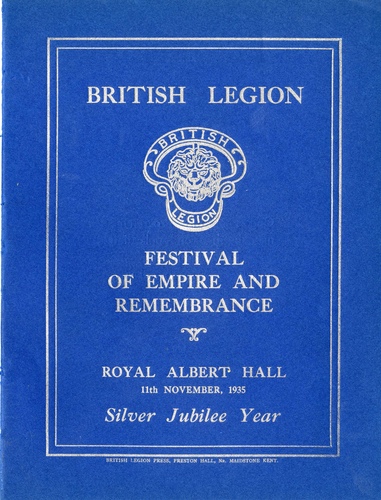 BRITISH LEGION
BRITISH
LEGION
FESTIVAL
OF EMPIRE AND
REMEMBRANCE
ROYAL ALBERT HALL
11th NOVEMBER, 1935
Silver Jubilee Year
BRITISH LEGION PRESS, PRESTON HALL, Nr. MAIDSTONE KENT.